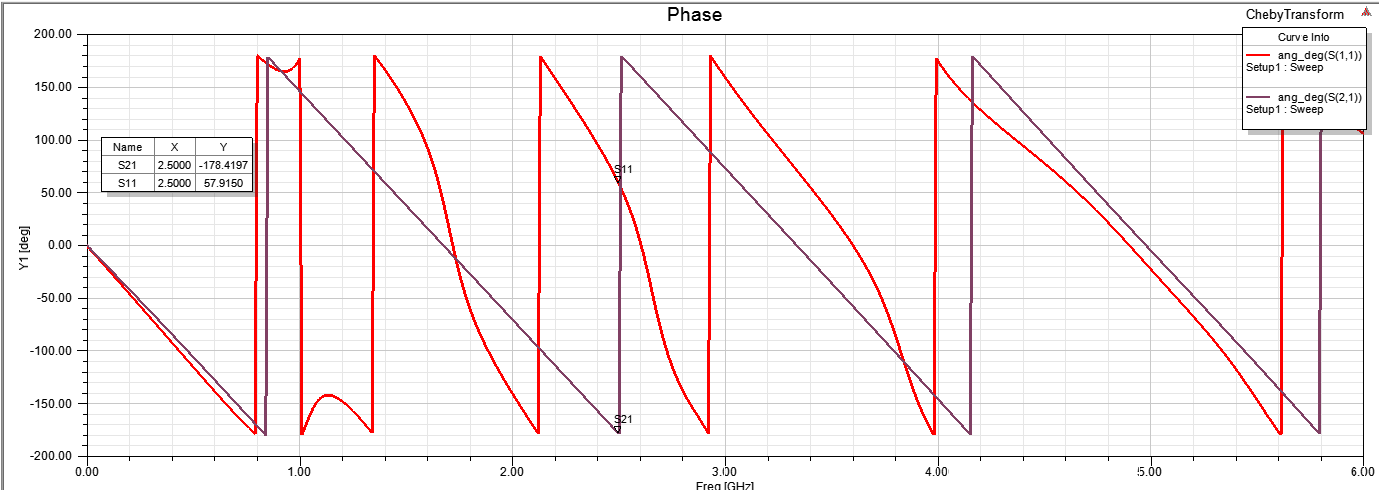 Phase
ChebyTransform
Curve Info
ang_deg(S(1,1))
Setup1 : Sweep
ang_deg(S(2,1))
Setup1 : Sweep
200.00
150.00
100.00
50.00
0.00
-50.00
-100.00
-150.00
-200.00
Y1 [deg]
Name X Y
S21 2.5000 -178.4197
S11 2.5000 57.9150
S11
S21
0.00 1.00 2.00 3.00 4.00 5.00 6.00
Freq [GHz]